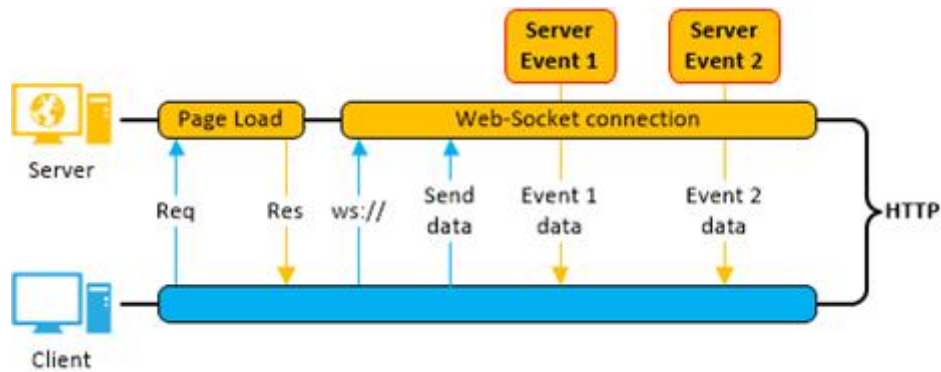 Server
Event 1
Server
Event 2
Page Load
Web-Socket connection
Server
Req
Res
ws://
Send
data
Event 1
data
Event 2
data
HTTP
Client